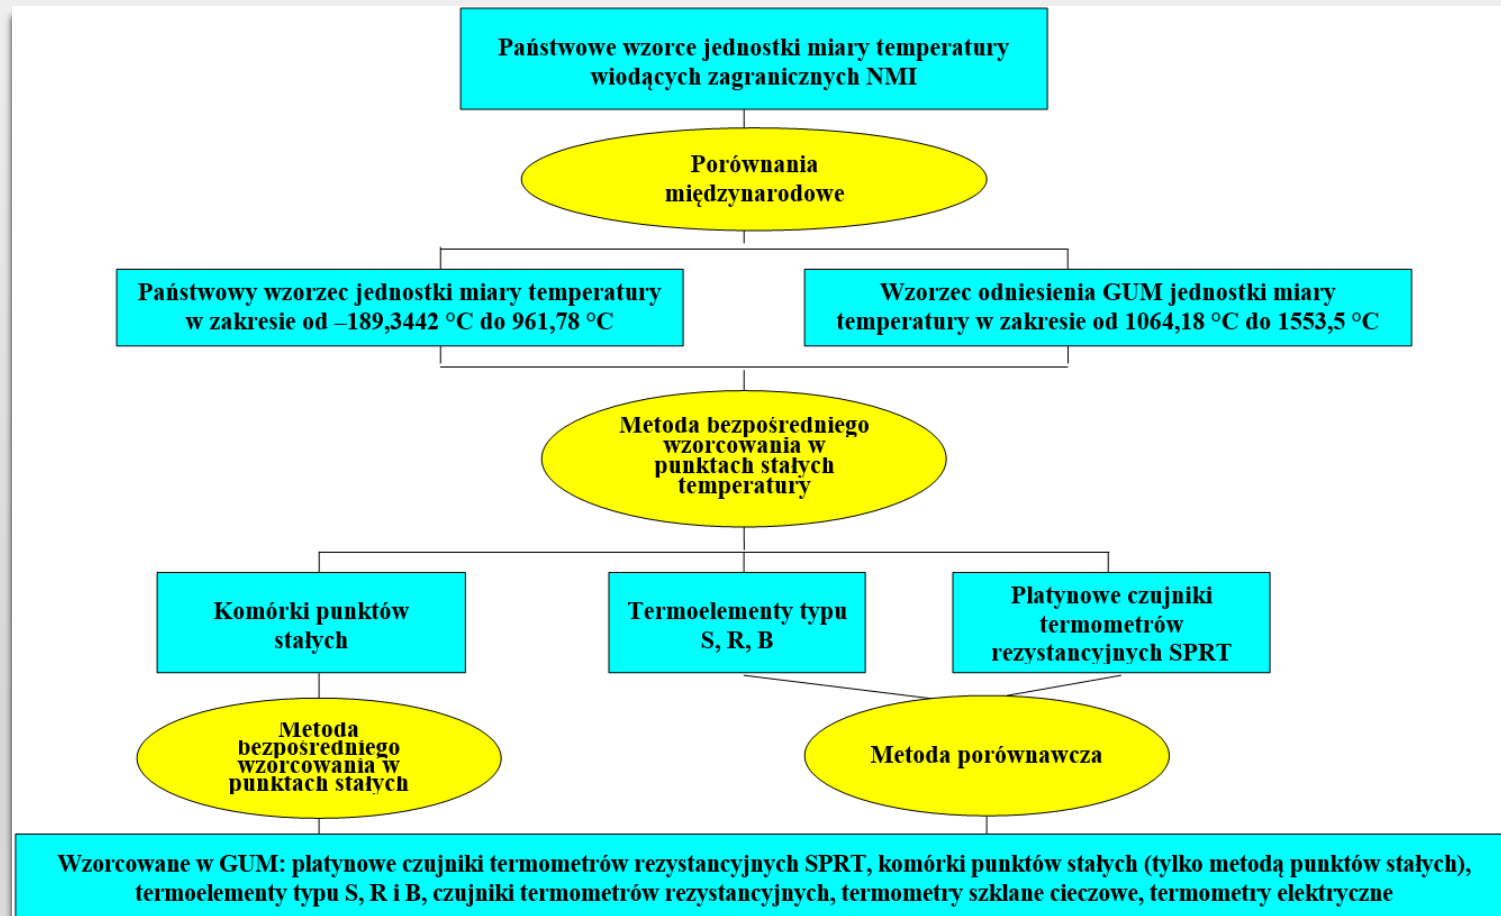 Państwowe wzorce jednostki miary temperatury
wiodących zagranicznych NMI
Porównania
międzynarodowe
Państwowy wzorzec jednostki miary temperatury
w zakresie od –189,3442 °C do 961,78 °C
Wzorzec odniesienia GUM jednostki miary
temperatury w zakresie od 1064,18 °C do 1553,5 °C
Metoda bezpośredniego
wzorcowania w
punktach stałych
temperatury
Komórki punktów
stałych
Termoelementy typu
S, R, B
Platynowe czujniki
termometrów
rezystancyjnych SPRT
Metoda
bezpośredniego
wzorcowania w
punktach stałych
Metoda porównawcza
Wzorcowane w GUM: platynowe czujniki termometrów rezystancyjnych SPRT, komórki punktów stałych (tylko metodą punktów stałych),
termoelementy typu S, R i B, czujniki termometrów rezystancyjnych, termometry szklane cieczowe, termometry elektryczne